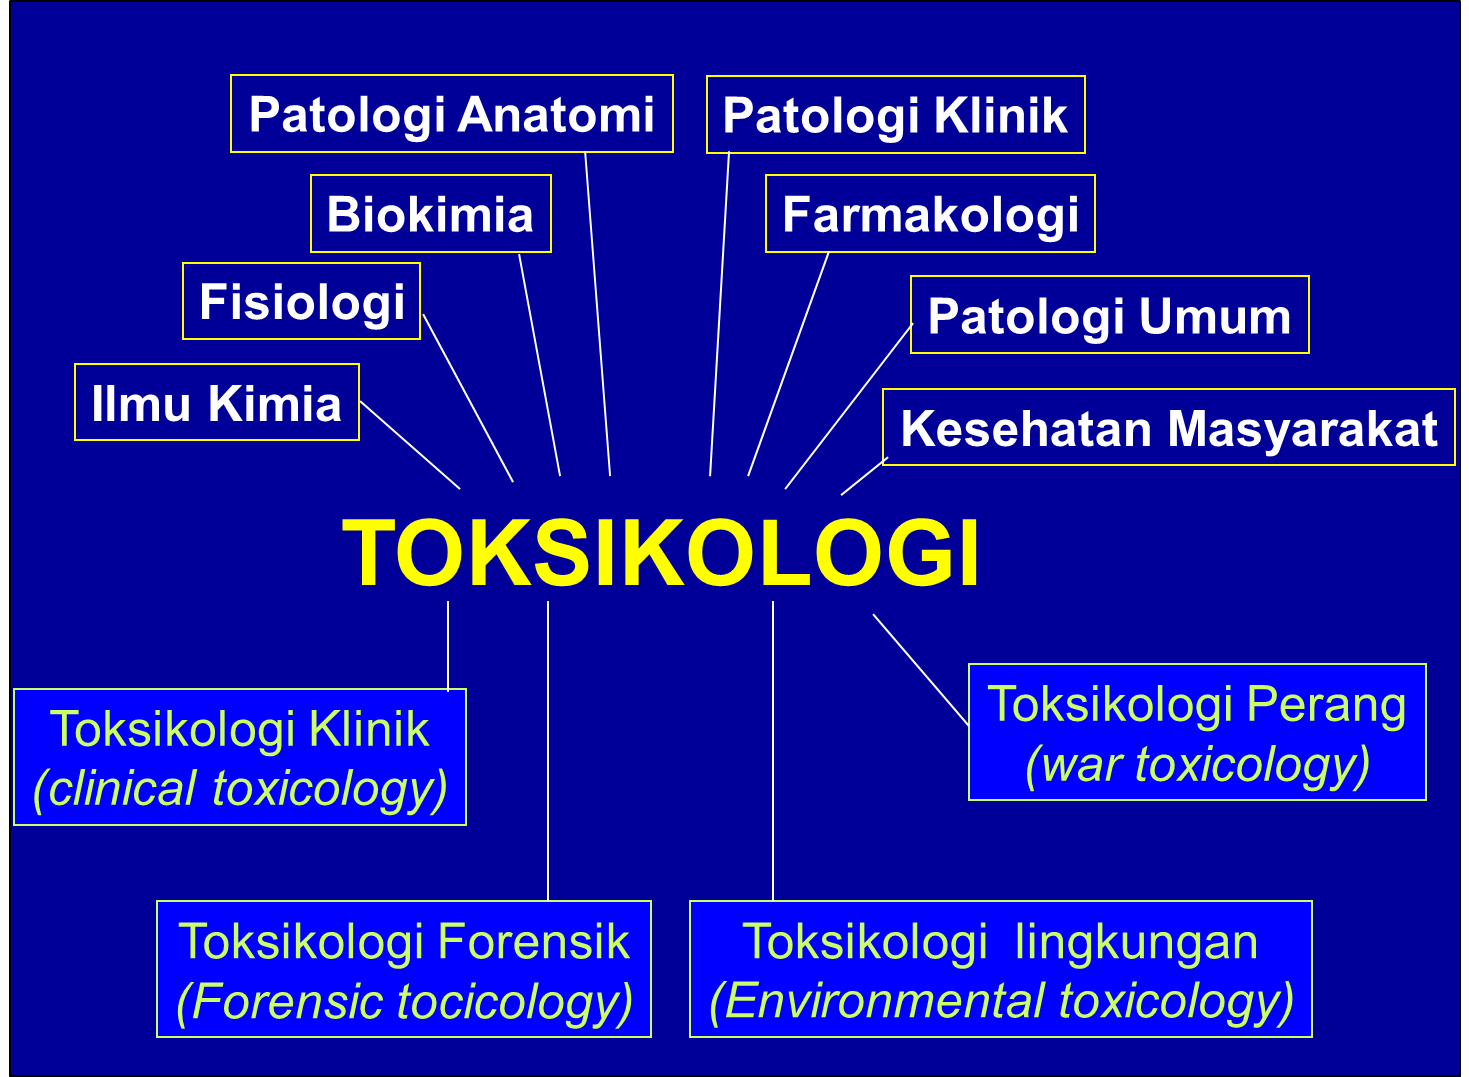 Patologi Anatomi
Patologi Klinik
Biokimia
Farmakologi
Fisiologi
Patologi Umum
Ilmu Kimia
Kesehatan Masyarakat
TOKSIKOLOGI
Toksikologi Klinik
(clinical toxicology)
Toksikologi Perang
(war toxicology)
Toksikologi Forensik
(Forensic tocicology)
Toksikologi lingkungan
(Environmental toxicology)